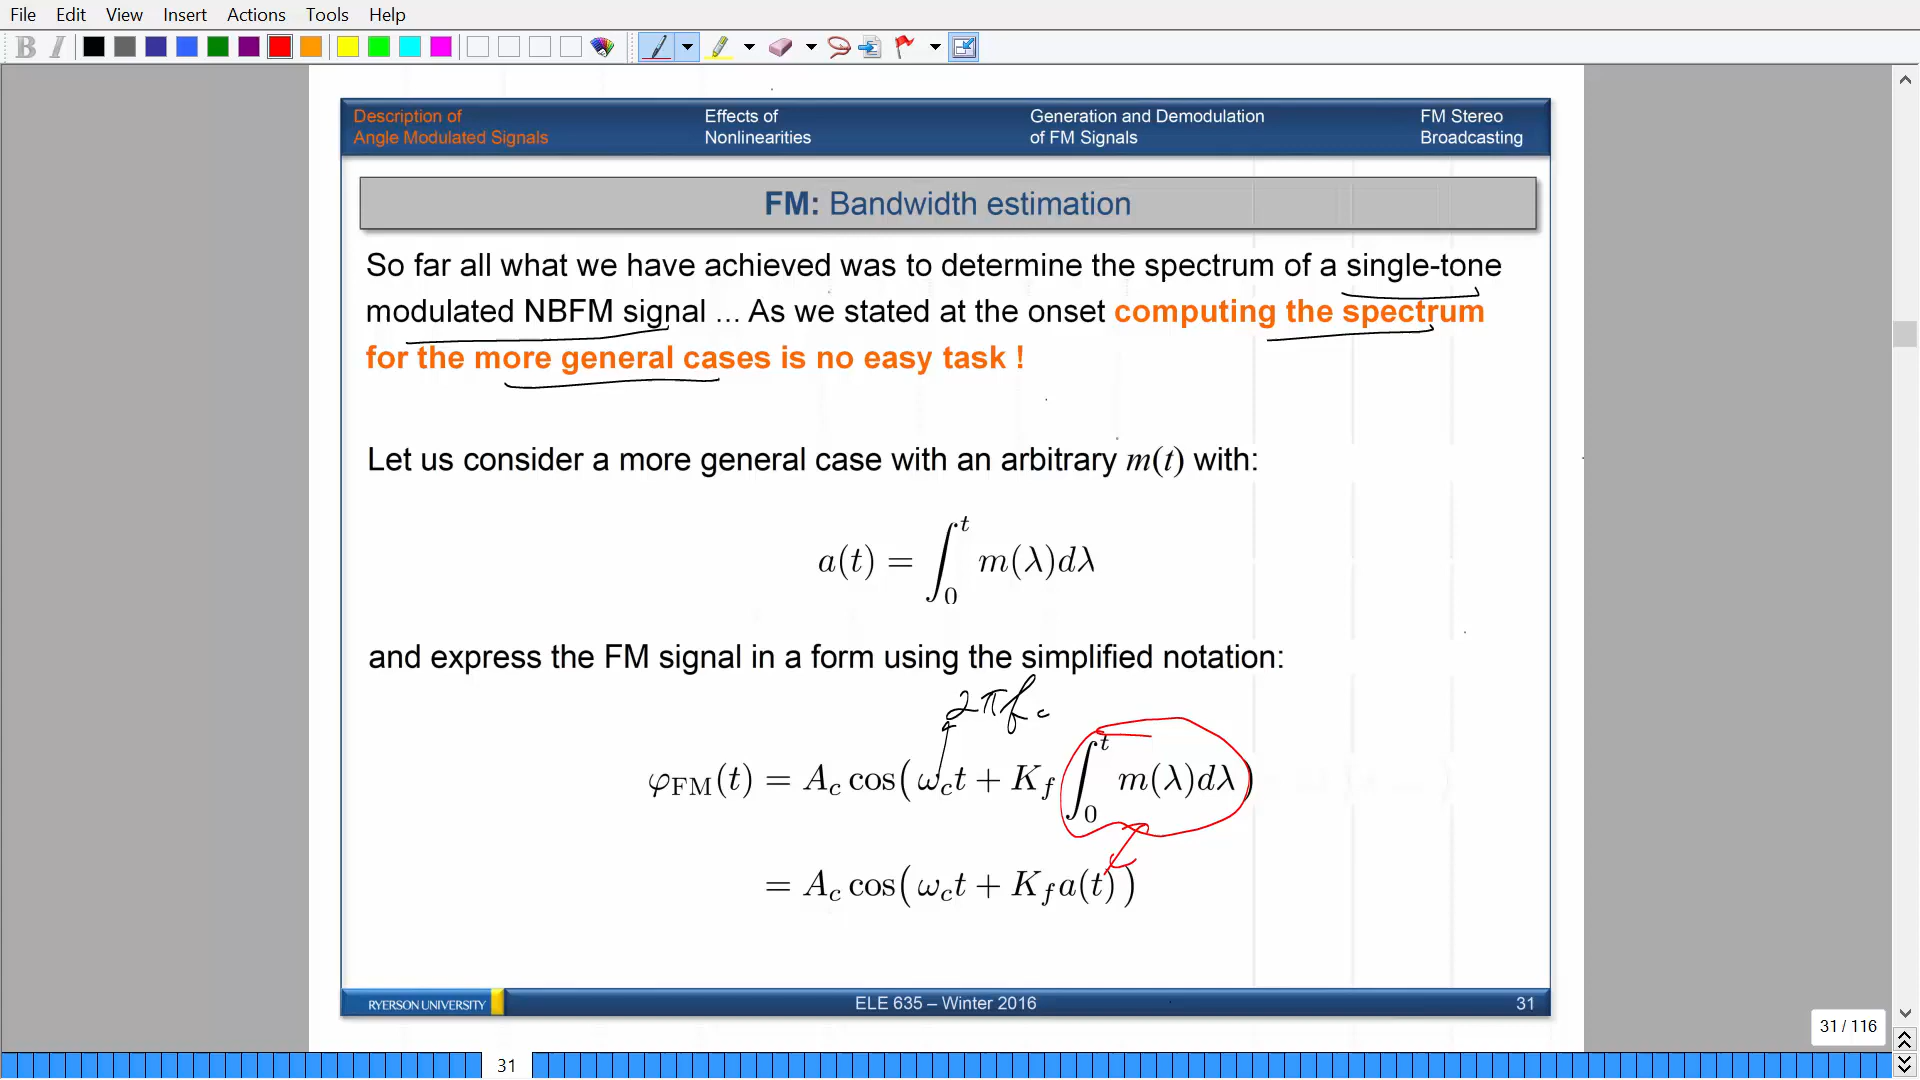 File Edit View Insert Actions Tools Help
B I
Description of
Angle Modulated Signals
Effects of
Nonlinearities
Generation and Demodulation
of FM Signals
FM Stereo
Broadcasting
FM: Bandwidth estimation
So far all what we have achieved was to determine the spectrum of a single-tone
modulated NBFM signal ... As we stated at the onset computing the spectrum
for the more general cases is no easy task !
Let us consider a more general case with an arbitrary m(t) with:
a(t) = ∫₀ᵗ m(λ)dλ
and express the FM signal in a form using the simplified notation:
2πf_c
φ_FM(t) = A_c cos(ω_c t + K_f ∫₀ᵗ m(λ)dλ)
= A_c cos(ω_c t + K_f a(t))
RYERSON UNIVERSITY
ELE 635 – Winter 2016
31
31 / 116
31